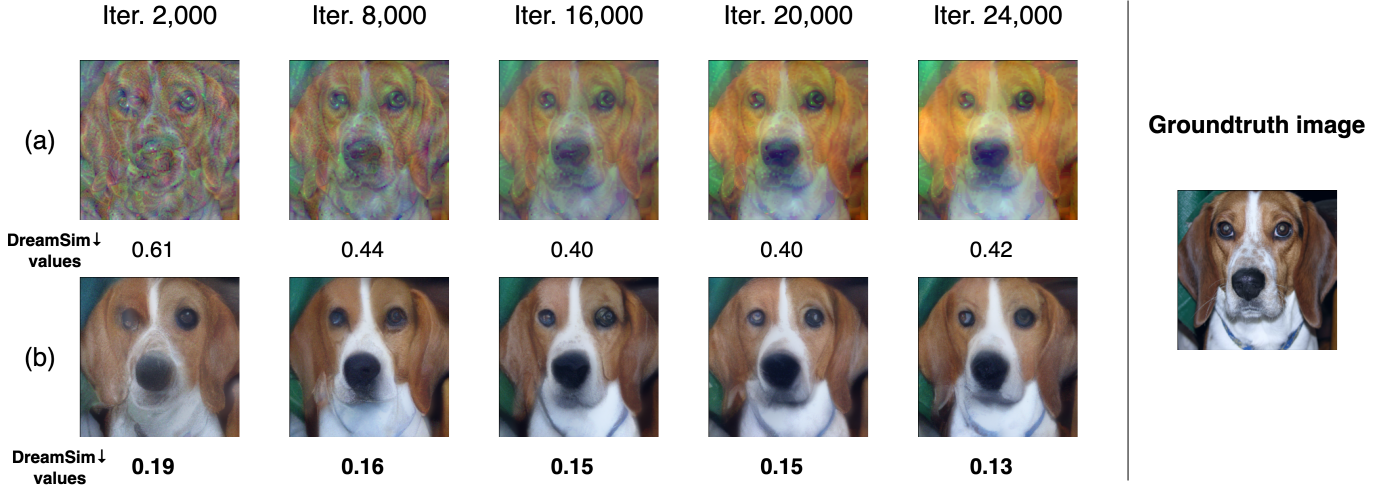 Iter. 2,000 Iter. 8,000 Iter. 16,000 Iter. 20,000 Iter. 24,000
(a)
Groundtruth image
DreamSim↓
values
0.61 0.44 0.40 0.40 0.42
(b)
DreamSim↓
values
0.19 0.16 0.15 0.15 0.13